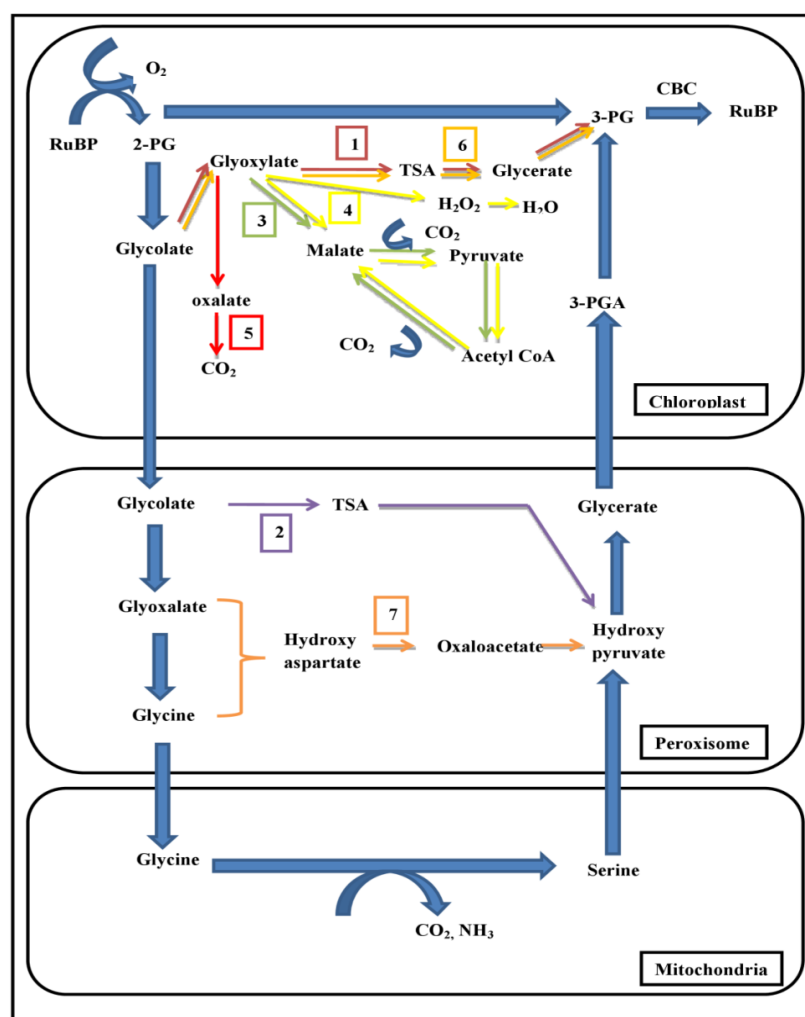 O₂
CBC
RuBP 2-PG 3-PG RuBP
1 6
Glyoxylate TSA Glycerate
3 4 H₂O₂ H₂O
Glycolate Malate CO₂ Pyruvate
oxalate 3-PGA
5 CO₂
CO₂ Acetyl CoA
Chloroplast
Glycolate TSA Glycerate
2
Glyoxalate 7
Hydroxy
aspartate Oxaloacetate Hydroxy
pyruvate
Glycine
Peroxisome
Glycine Serine
CO₂, NH₃
Mitochondria